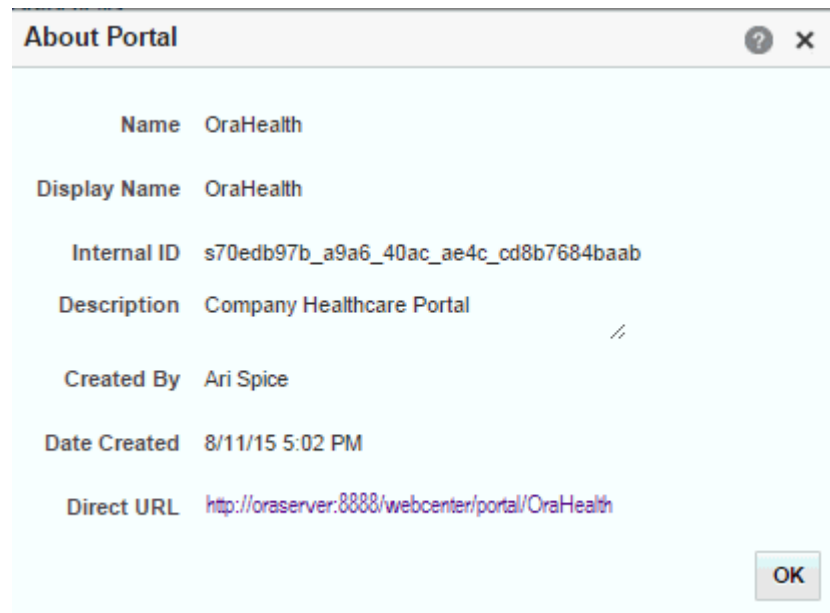 About Portal
Name OraHealth
Display Name OraHealth
Internal ID s70edb97b_a9a6_40ac_ae4c_cd8b7684baab
Description Company Healthcare Portal
Created By Ari Spice
Date Created 8/11/15 5:02 PM
Direct URL http://oraserver:8888/webcenter/portal/OraHealth
OK